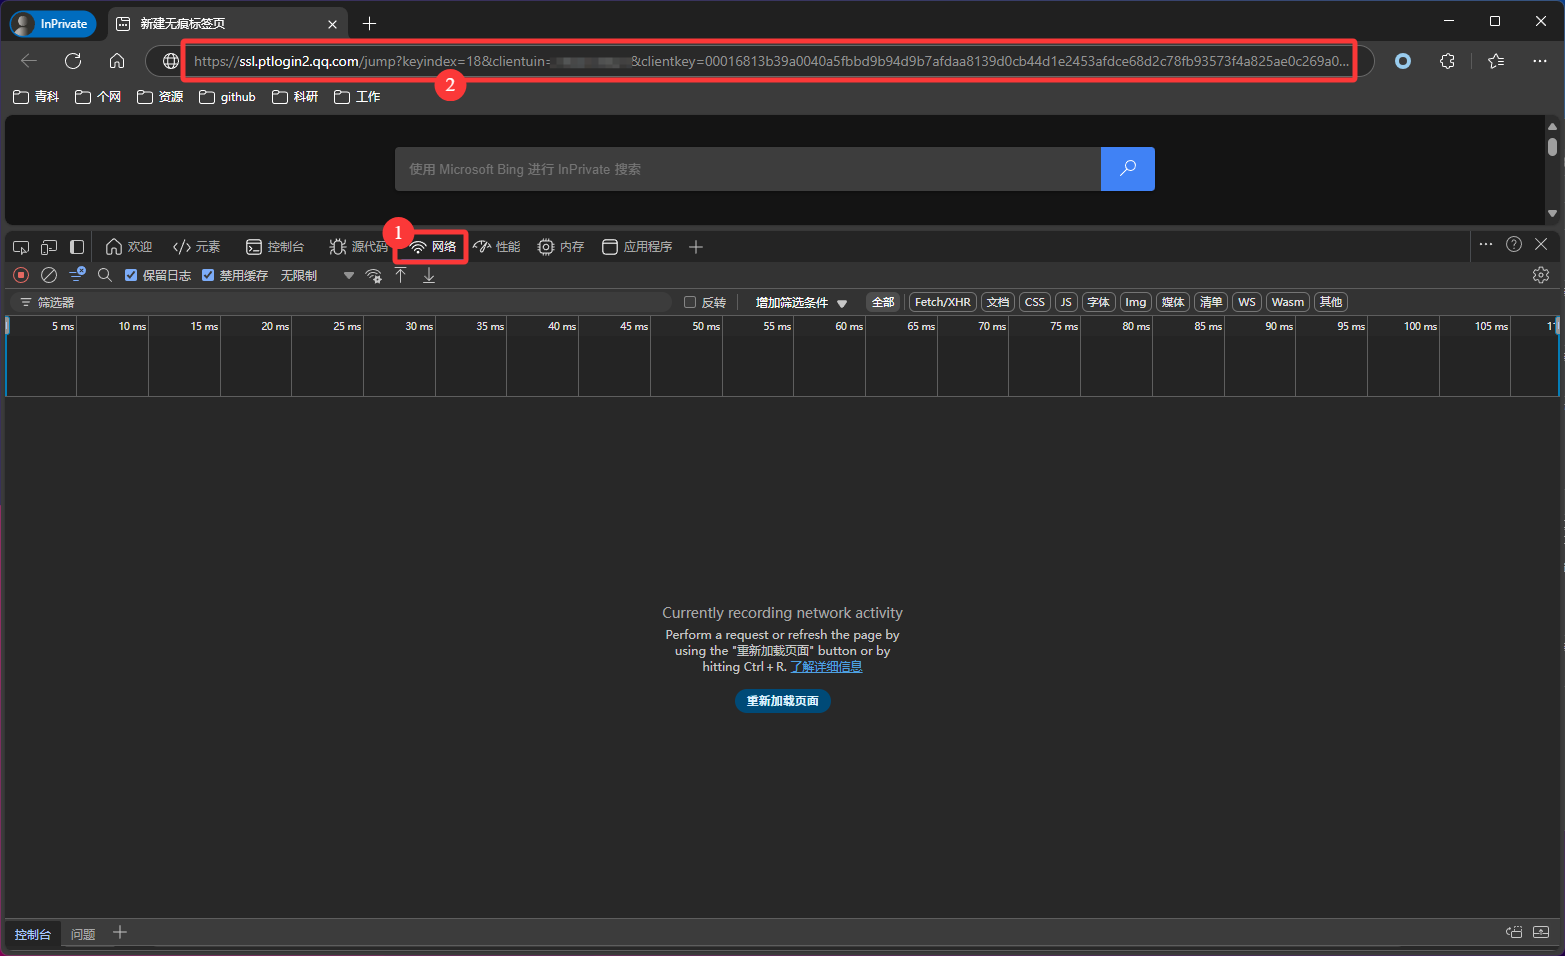 InPrivate
新建无痕标签页
https://ssl.ptlogin2.qq.com/jump?keyindex=18&clientuin= &clientkey=00016813b39a0040a5fbbd9b94d9b7afdaa8139d0cb44d1e2453afdce68d2c78fb93573f4a825ae0c269a0...
2
青科 个网 资源 github 科研 工作
使用 Microsoft Bing 进行 InPrivate 搜索
1
欢迎 元素 控制台 源代码 网络 性能 内存 应用程序
保留日志 禁用缓存 无限制
筛选器 反转 增加筛选条件 全部 Fetch/XHR 文档 CSS JS 字体 Img 媒体 清单 WS Wasm 其他
5 ms 10 ms 15 ms 20 ms 25 ms 30 ms 35 ms 40 ms 45 ms 50 ms 55 ms 60 ms 65 ms 70 ms 75 ms 80 ms 85 ms 90 ms 95 ms 100 ms 105 ms
Currently recording network activity
Perform a request or refresh the page by
using the "重新加载页面" button or by
hitting Ctrl + R. 了解详细信息
重新加载页面
控制台 问题